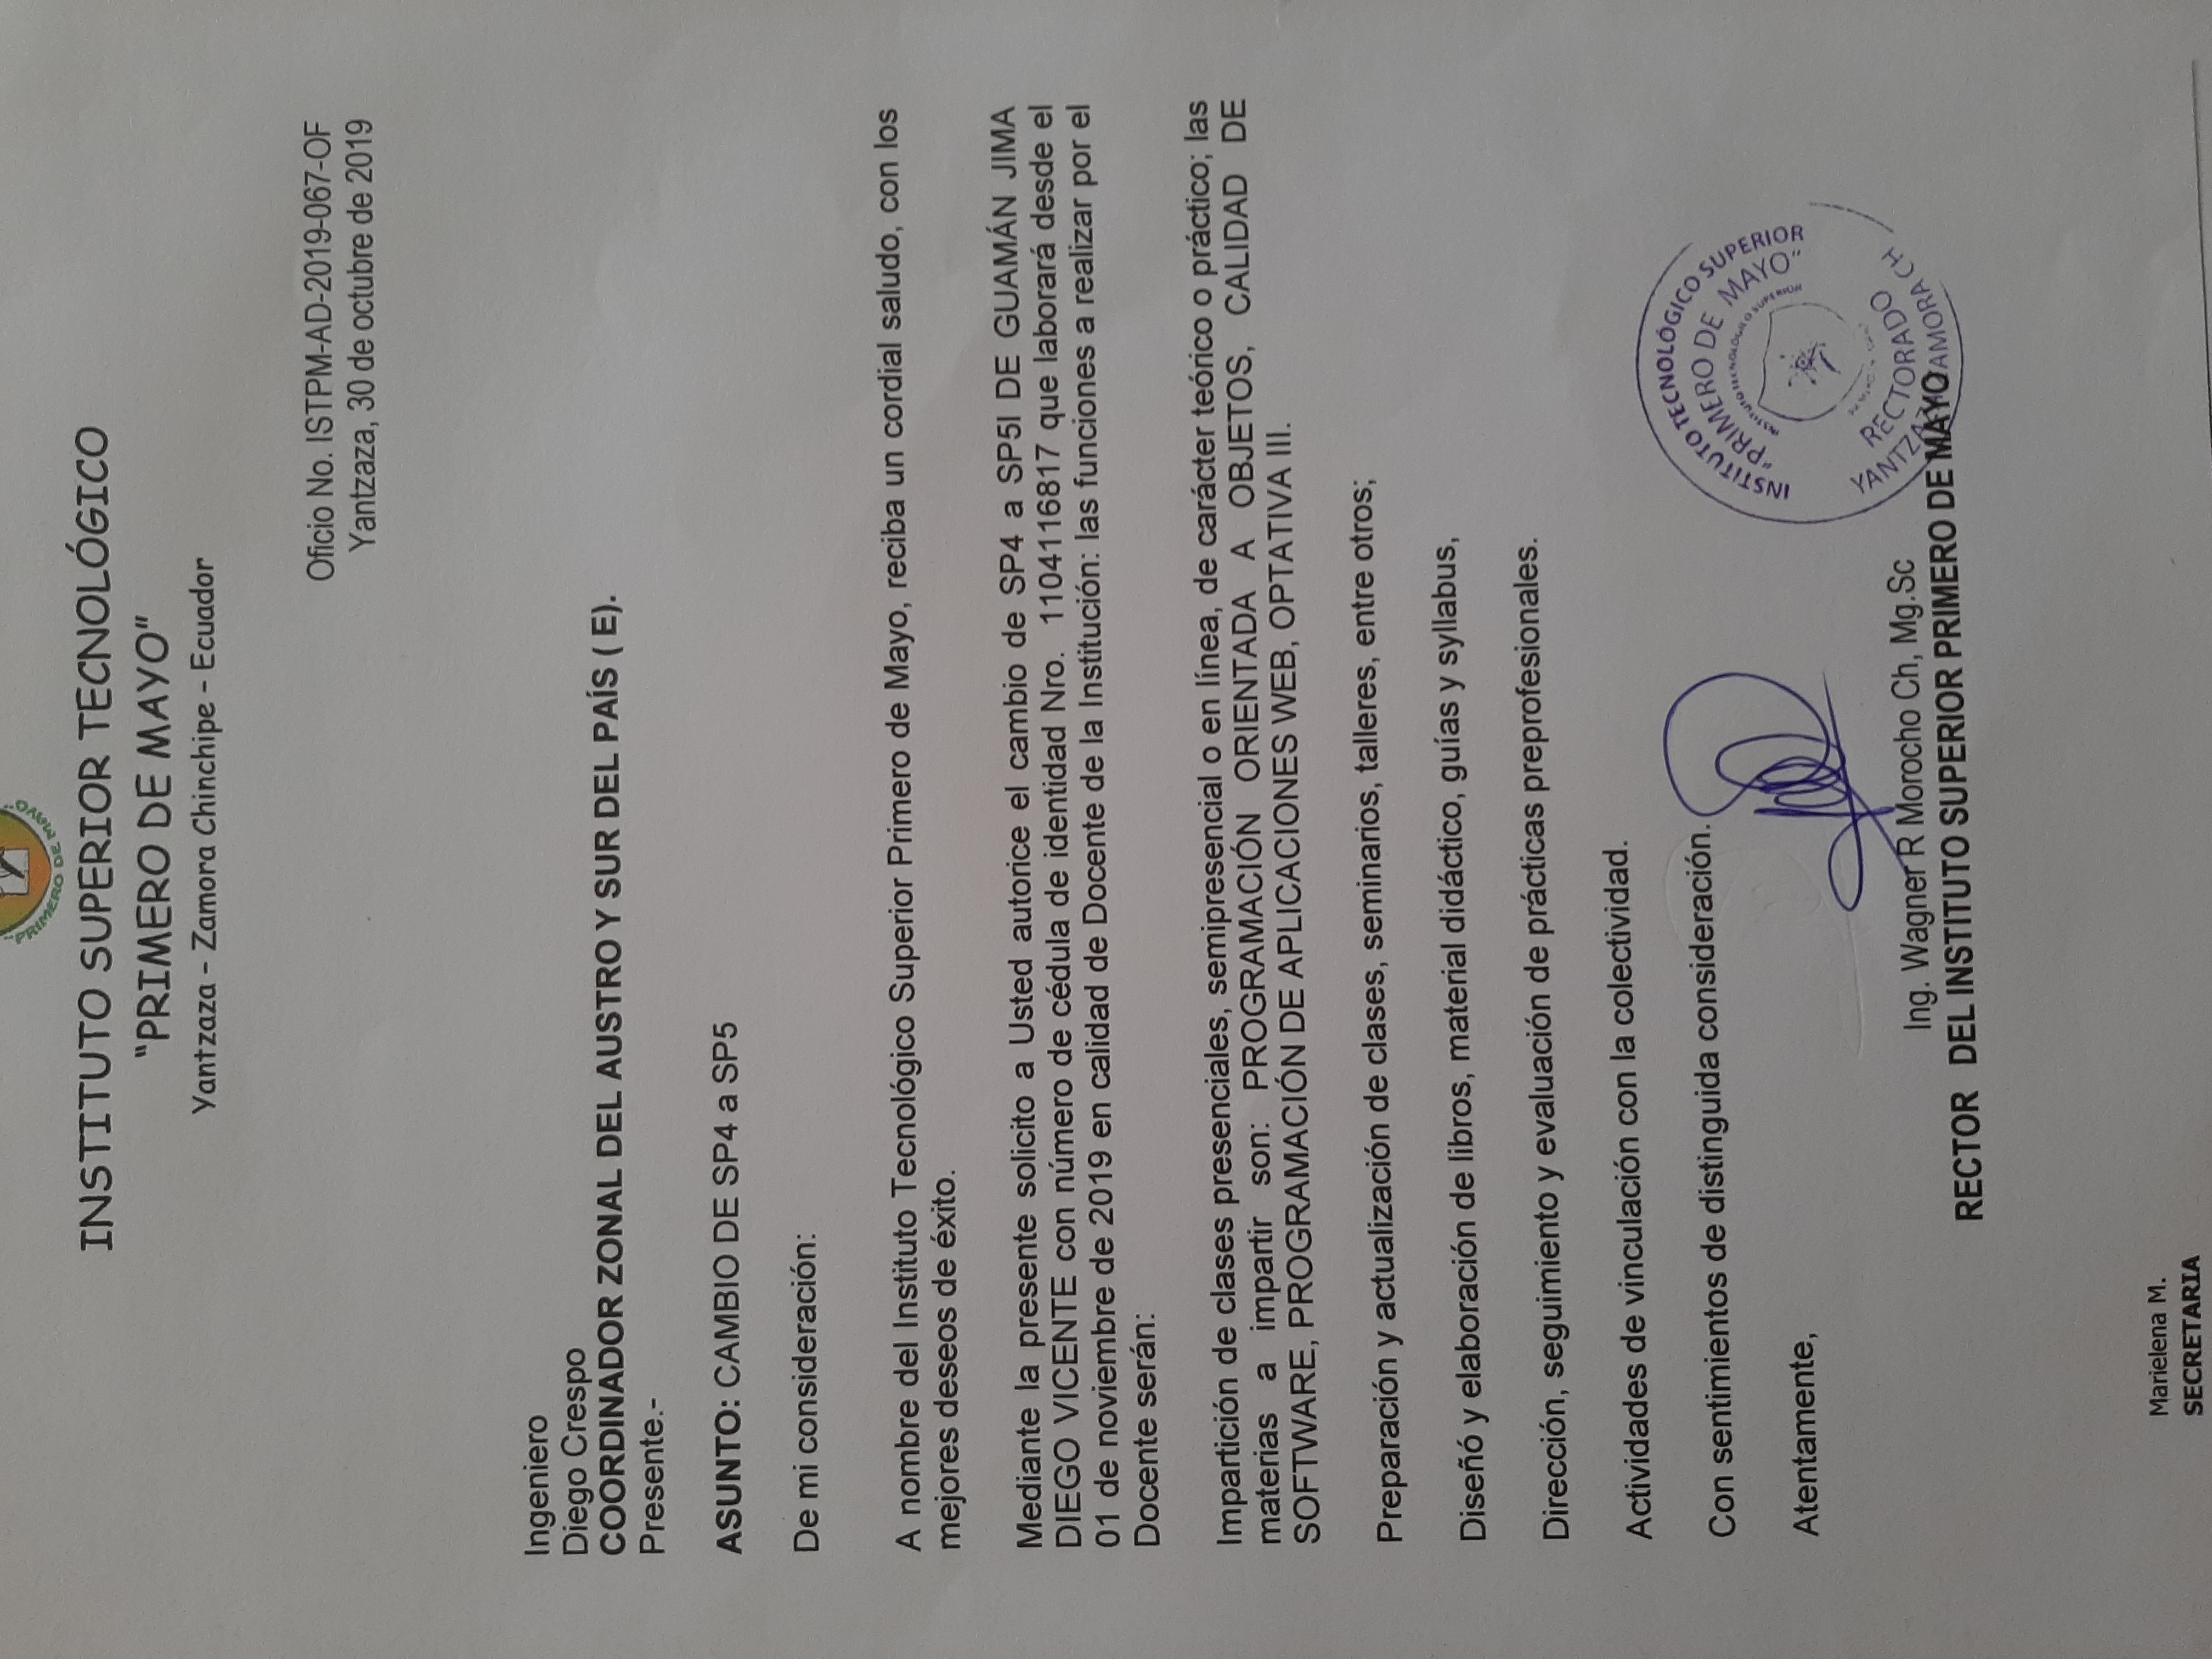 "PRIMERO DE MAYO"
INSTITUTO SUPERIOR TECNOLÓGICO
"PRIMERO DE MAYO"
Yantzaza - Zamora Chinchipe - Ecuador
Oficio No. ISTPM-AD-2019-067-OF
Yantzaza, 30 de octubre de 2019
Ingeniero
Diego Crespo
COORDINADOR ZONAL DEL AUSTRO Y SUR DEL PAÍS ( E).
Presente.-
ASUNTO: CAMBIO DE SP4 a SP5
De mi consideración:
A nombre del Instituto Tecnológico Superior Primero de Mayo, reciba un cordial saludo, con los
mejores deseos de éxito.
Mediante la presente solicito a Usted autorice el cambio de SP4 a SP5I DE GUAMÁN JIMA
DIEGO VICENTE con número de cédula de identidad Nro. 1104116817 que laborará desde el
01 de noviembre de 2019 en calidad de Docente de la Institución: las funciones a realizar por el
Docente serán:
Impartición de clases presenciales, semipresencial o en línea, de carácter teórico o práctico; las
materias a impartir son: PROGRAMACIÓN ORIENTADA A OBJETOS, CALIDAD DE
SOFTWARE, PROGRAMACIÓN DE APLICACIONES WEB, OPTATIVA III.
Preparación y actualización de clases, seminarios, talleres, entre otros;
Diseñó y elaboración de libros, material didáctico, guías y syllabus,
Dirección, seguimiento y evaluación de prácticas preprofesionales.
Actividades de vinculación con la colectividad.
Con sentimientos de distinguida consideración.
Atentamente,
INSTITUTO TECNOLÓGICO SUPERIOR
"PRIMERO DE MAYO"
INSTITUTO TECNOLÓGICO SUPERIOR
RECTORADO
YANTZAZA ZAMORA CH
Ing. Wagner R Morocho Ch, Mg.Sc
RECTOR DEL INSTITUTO SUPERIOR PRIMERO DE MAYO
Marielena M.
SECRETARIA